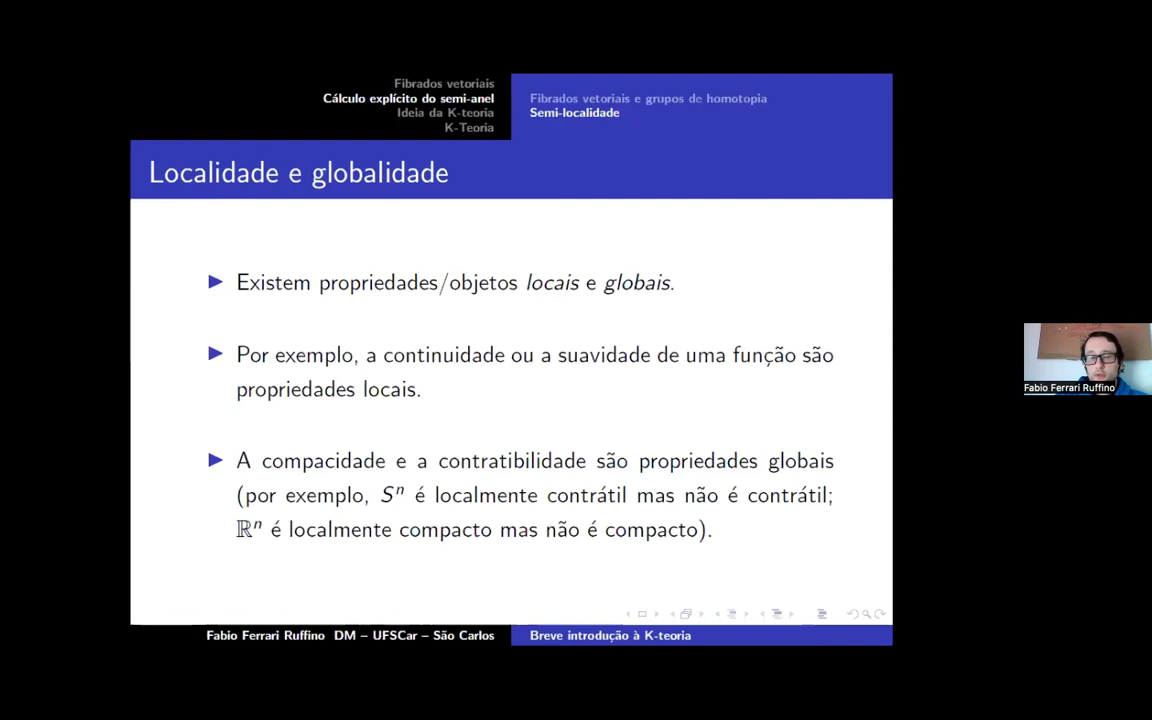 Fibrados vetoriais
Cálculo explícito do semi-anel
Ideia da K-teoria
K-Teoria
Fibrados vetoriais e grupos de homotopia
Semi-localidade
Localidade e globalidade
Existem propriedades/objetos locais e globais.
Por exemplo, a continuidade ou a suavidade de uma função são
propriedades locais.
A compacidade e a contratibilidade são propriedades globais
(por exemplo, Sⁿ é localmente contrátil mas não é contrátil;
ℝⁿ é localmente compacto mas não é compacto).
Fabio Ferrari Ruffino
Fabio Ferrari Ruffino DM – UFSCar – São Carlos
Breve introdução à K-teoria